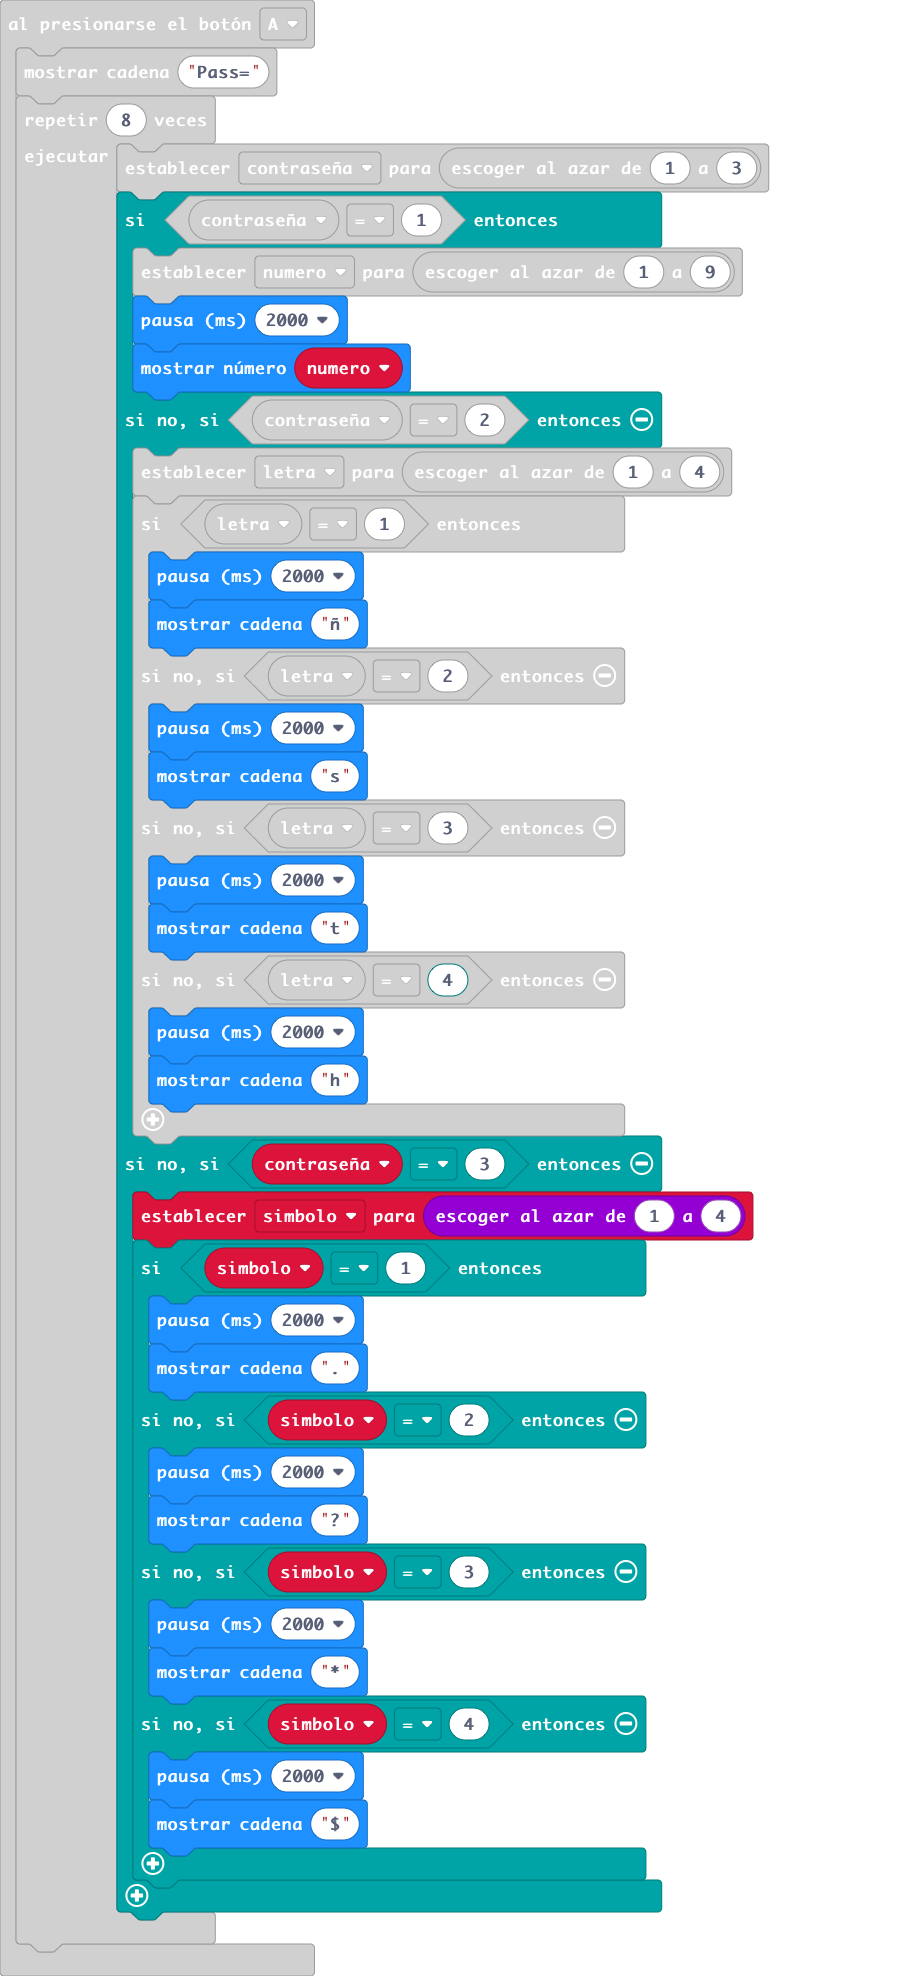 al presionarse el botón A
mostrar cadena "Pass="
repetir 8 veces
ejecutar
establecer contraseña para escoger al azar de 1 a 3
si contraseña = 1 entonces
establecer numero para escoger al azar de 1 a 9
pausa (ms) 2000
mostrar número numero
si no, si contraseña = 2 entonces
establecer letra para escoger al azar de 1 a 4
si letra = 1 entonces
pausa (ms) 2000
mostrar cadena "ñ"
si no, si letra = 2 entonces
pausa (ms) 2000
mostrar cadena "s"
si no, si letra = 3 entonces
pausa (ms) 2000
mostrar cadena "t"
si no, si letra = 4 entonces
pausa (ms) 2000
mostrar cadena "h"
si no, si contraseña = 3 entonces
establecer simbolo para escoger al azar de 1 a 4
si simbolo = 1 entonces
pausa (ms) 2000
mostrar cadena "."
si no, si simbolo = 2 entonces
pausa (ms) 2000
mostrar cadena "?"
si no, si simbolo = 3 entonces
pausa (ms) 2000
mostrar cadena "*"
si no, si simbolo = 4 entonces
pausa (ms) 2000
mostrar cadena "$"